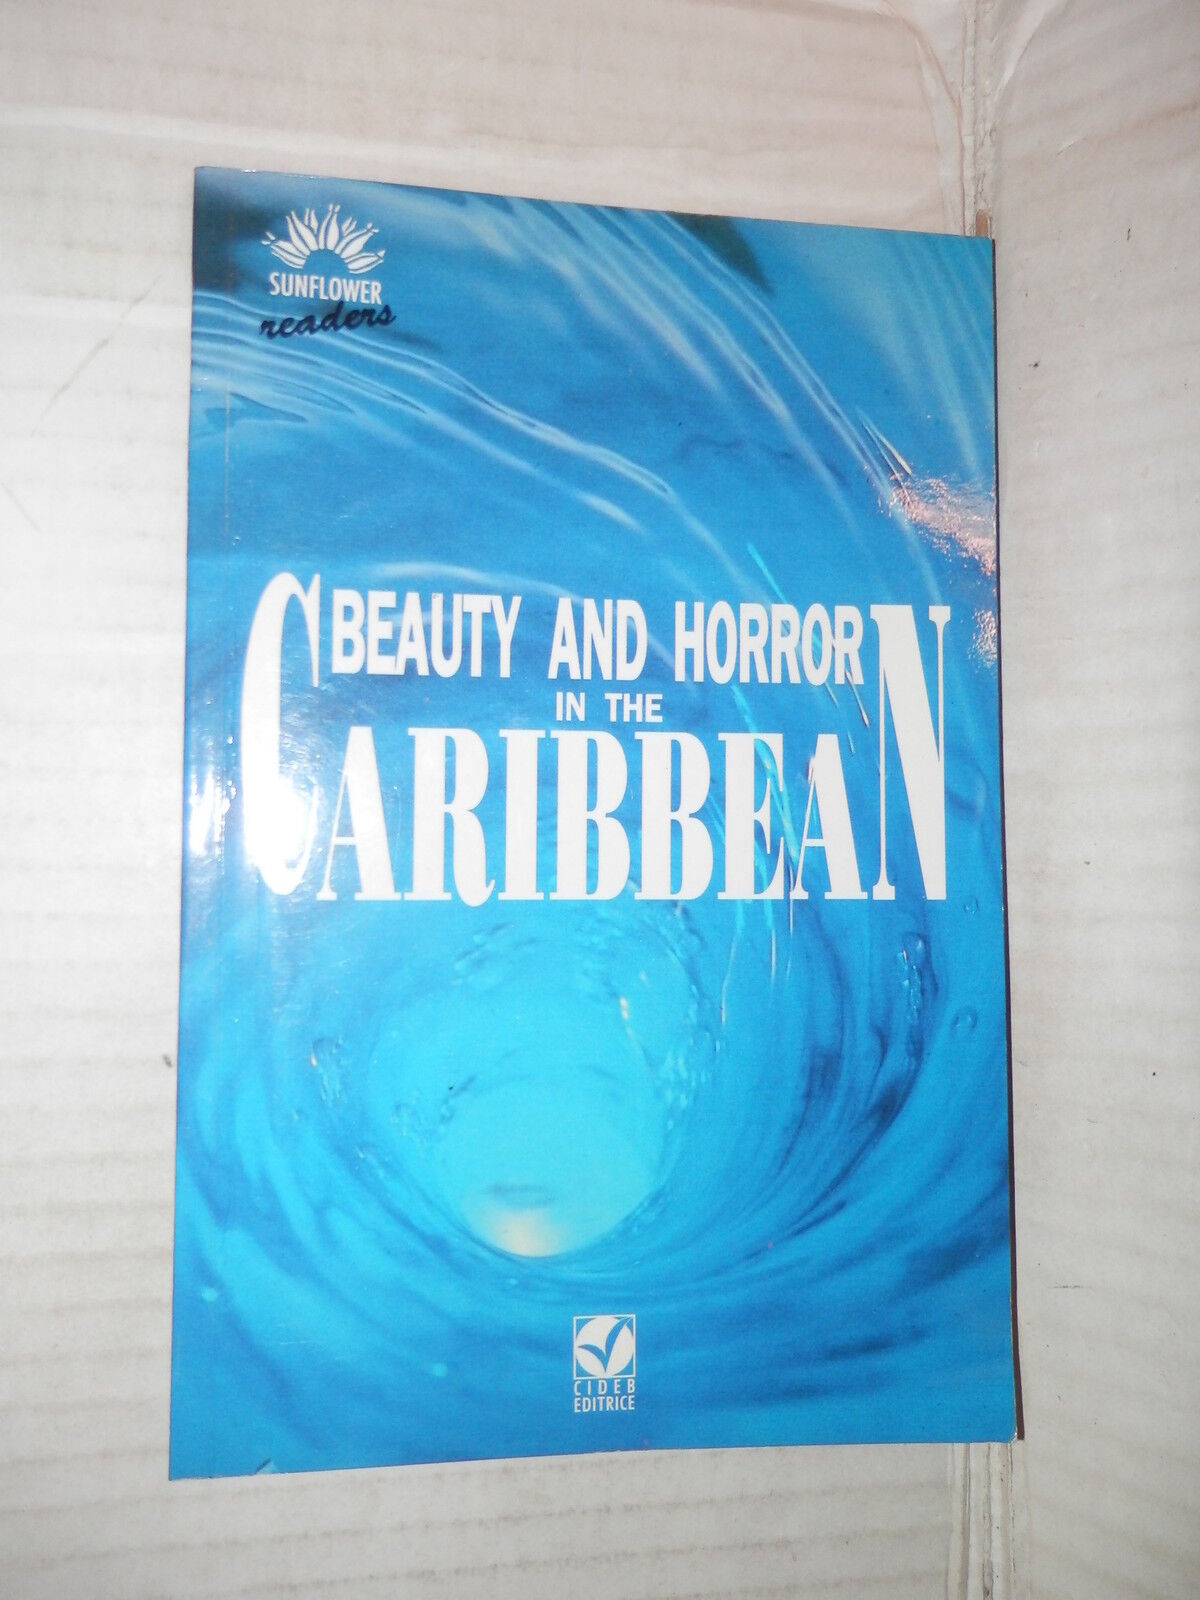 SUNFLOWER
readers
BEAUTY AND HORROR
IN THE
CARIBBEAN
CIDEB
EDITRICE